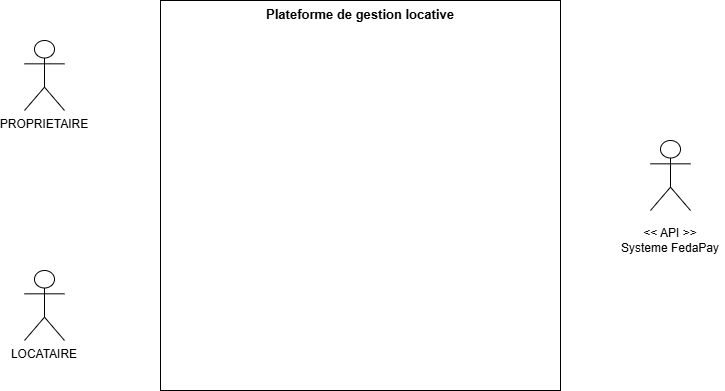 Plateforme de gestion locative
PROPRIETAIRE
<< API >>
Systeme FedaPay
LOCATAIRE